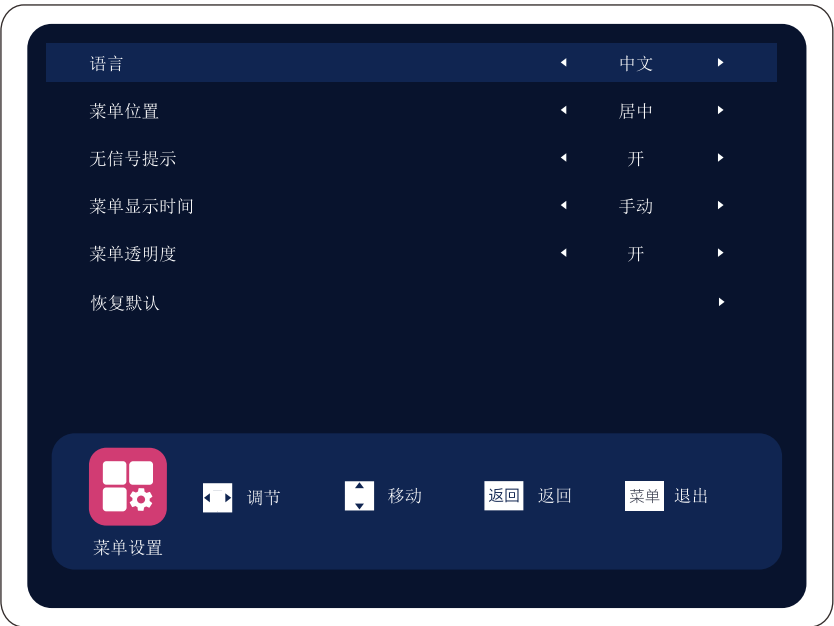 语言 中文
菜单位置 居中
无信号提示 开
菜单显示时间 手动
菜单透明度 开
恢复默认
调节 移动 返回 返回 菜单 退出
菜单设置